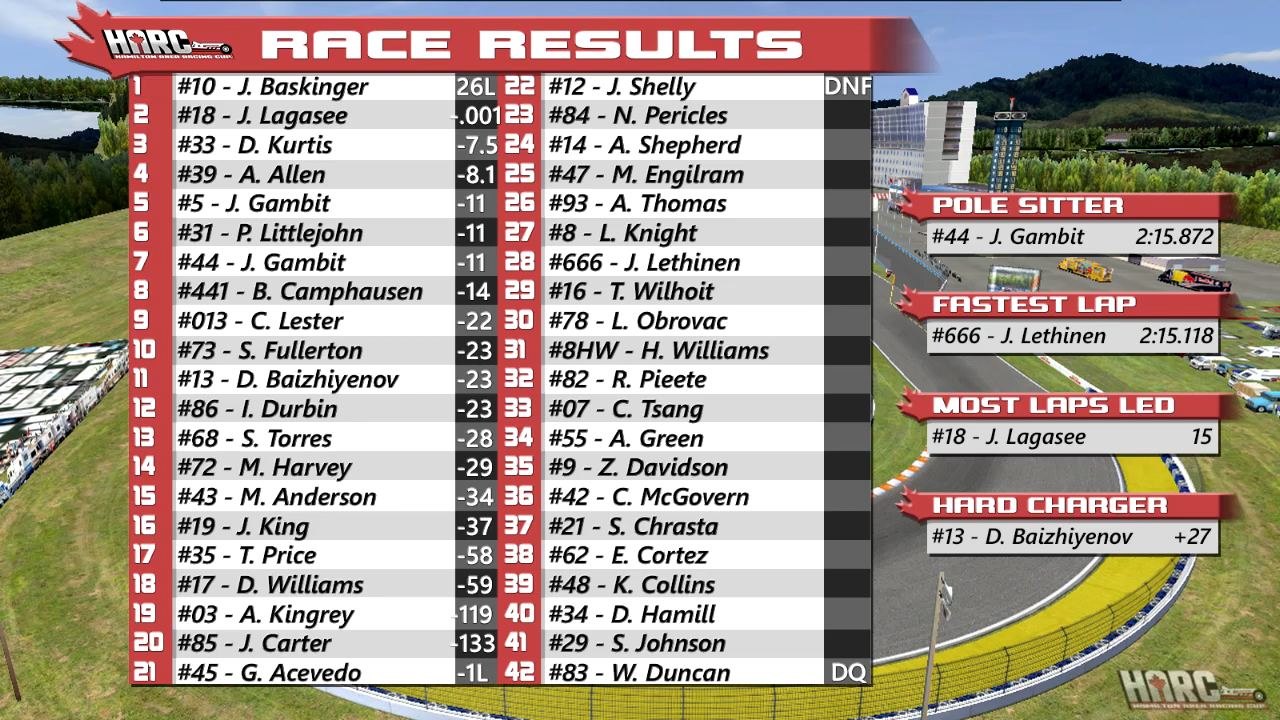 HARC
HAMILTON AREA RACING CUP
RACE RESULTS
1 #10 - J. Baskinger 26L
2 #18 - J. Lagasee -.001
3 #33 - D. Kurtis -7.5
4 #39 - A. Allen -8.1
5 #5 - J. Gambit -11
6 #31 - P. Littlejohn -11
7 #44 - J. Gambit -11
8 #441 - B. Camphausen -14
9 #013 - C. Lester -22
10 #73 - S. Fullerton -23
11 #13 - D. Baizhiyenov -23
12 #86 - I. Durbin -23
13 #68 - S. Torres -28
14 #72 - M. Harvey -29
15 #43 - M. Anderson -34
16 #19 - J. King -37
17 #35 - T. Price -58
18 #17 - D. Williams -59
19 #03 - A. Kingrey -119
20 #85 - J. Carter -133
21 #45 - G. Acevedo -1L
22 #12 - J. Shelly DNF
23 #84 - N. Pericles
24 #14 - A. Shepherd
25 #47 - M. Engilram
26 #93 - A. Thomas
27 #8 - L. Knight
28 #666 - J. Lethinen
29 #16 - T. Wilhoit
30 #78 - L. Obrovac
31 #8HW - H. Williams
32 #82 - R. Pieete
33 #07 - C. Tsang
34 #55 - A. Green
35 #9 - Z. Davidson
36 #42 - C. McGovern
37 #21 - S. Chrasta
38 #62 - E. Cortez
39 #48 - K. Collins
40 #34 - D. Hamill
41 #29 - S. Johnson
42 #83 - W. Duncan DQ
POLE SITTER
#44 - J. Gambit 2:15.872
FASTEST LAP
#666 - J. Lethinen 2:15.118
MOST LAPS LED
#18 - J. Lagasee 15
HARD CHARGER
#13 - D. Baizhiyenov +27
HARC
HAMILTON AREA RACING CUP